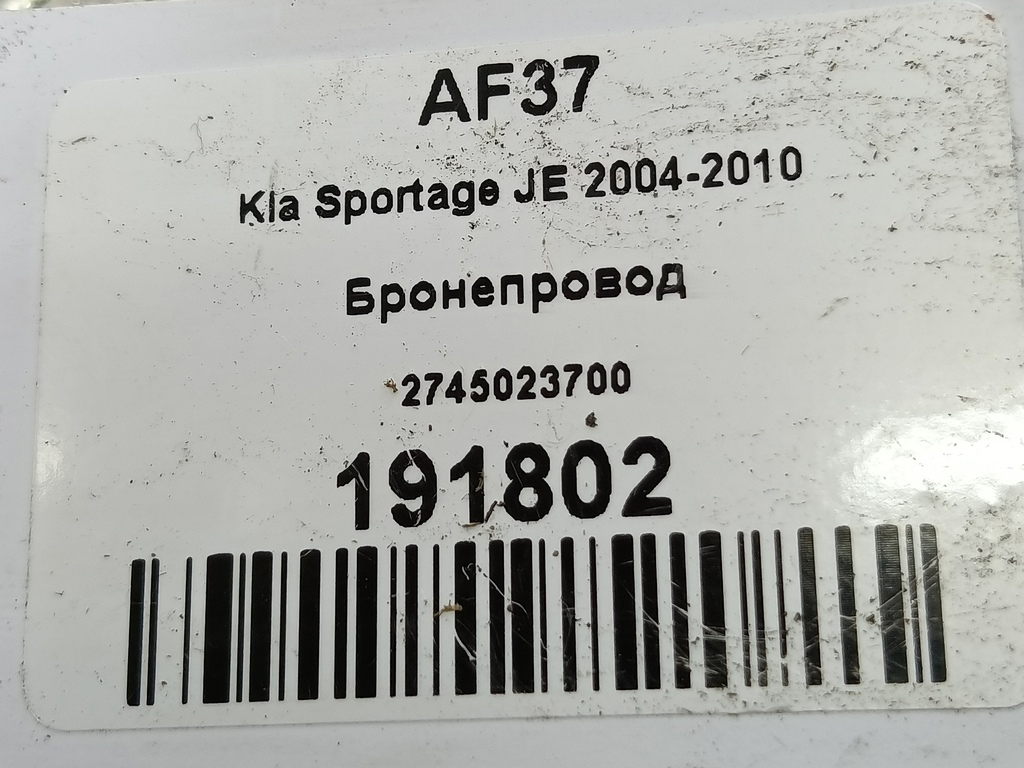 AF37
Kia Sportage JE 2004-2010
Бронепровод
2745023700
191802